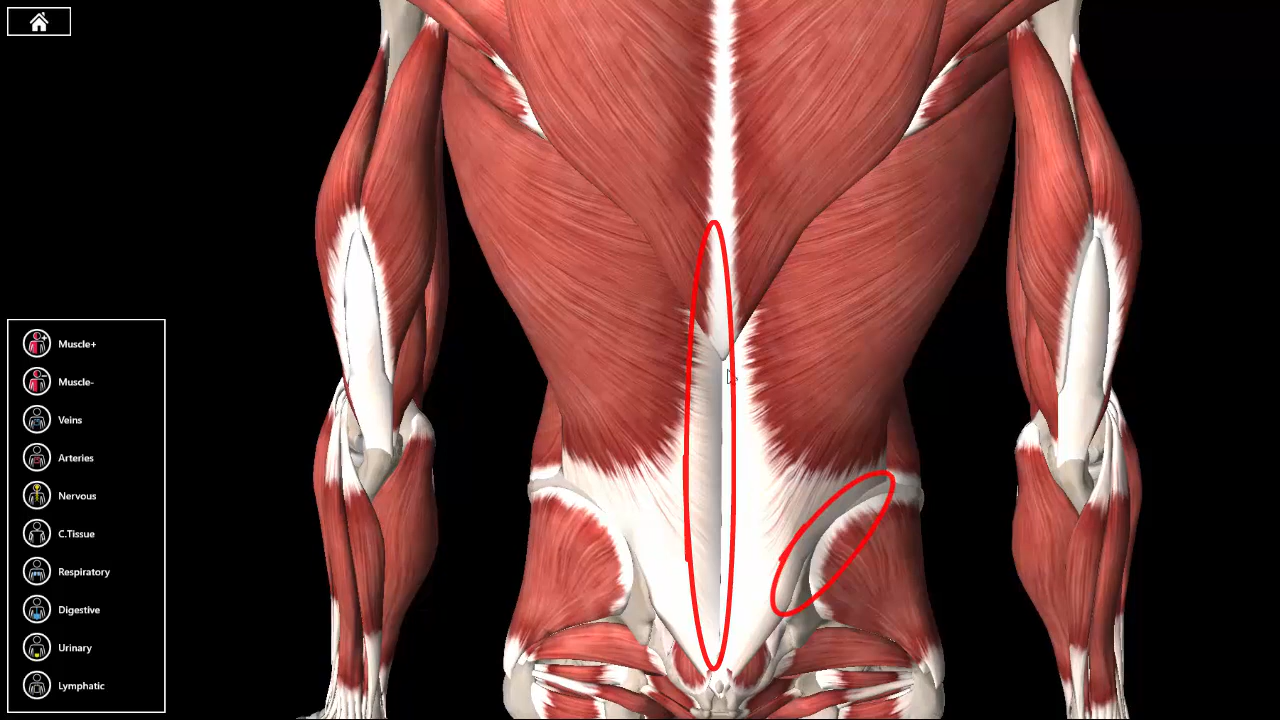 Muscle+
Muscle-
Veins
Arteries
Nervous
C.Tissue
Respiratory
Digestive
Urinary
Lymphatic